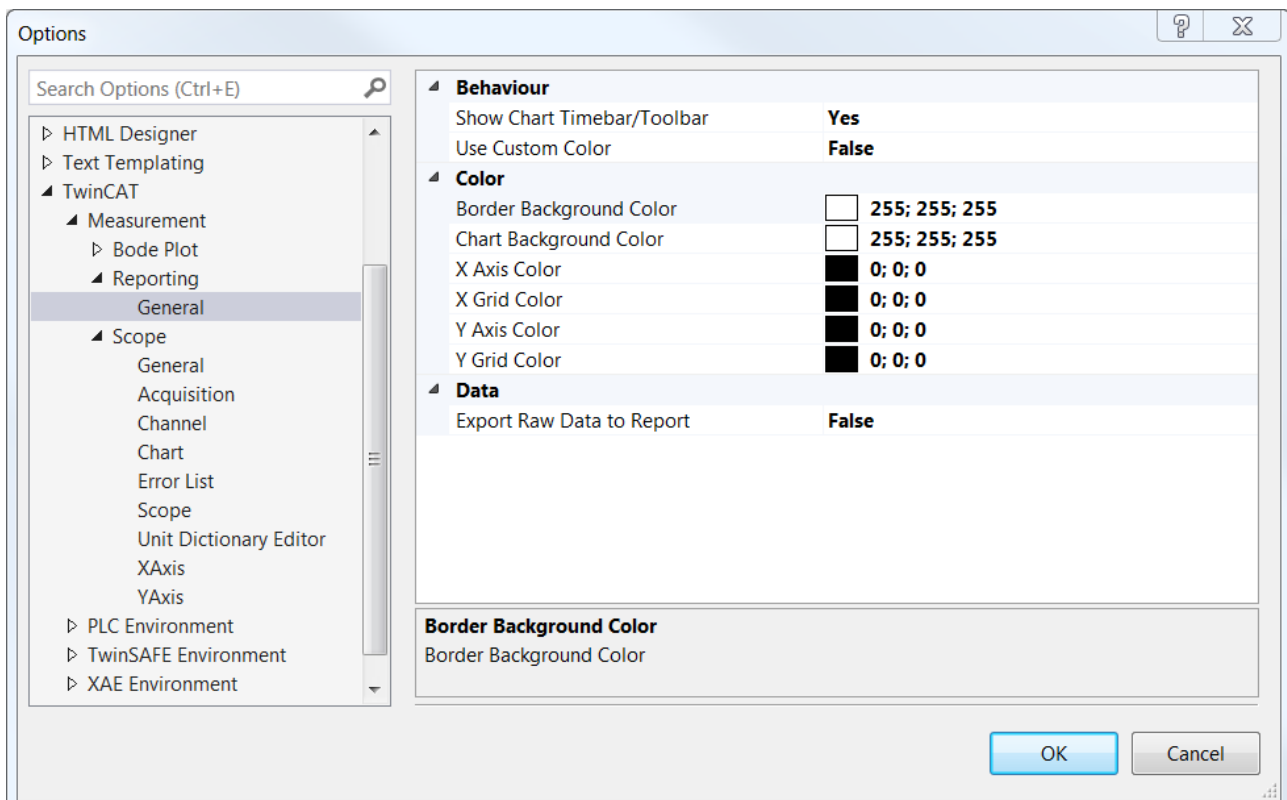 Options
Search Options (Ctrl+E)
HTML Designer
Text Templating
TwinCAT
Measurement
Bode Plot
Reporting
General
Scope
General
Acquisition
Channel
Chart
Error List
Scope
Unit Dictionary Editor
XAxis
YAxis
PLC Environment
TwinSAFE Environment
XAE Environment
Behaviour
Show Chart Timebar/Toolbar Yes
Use Custom Color False
Color
Border Background Color 255; 255; 255
Chart Background Color 255; 255; 255
X Axis Color 0; 0; 0
X Grid Color 0; 0; 0
Y Axis Color 0; 0; 0
Y Grid Color 0; 0; 0
Data
Export Raw Data to Report False
Border Background Color
Border Background Color
OK Cancel